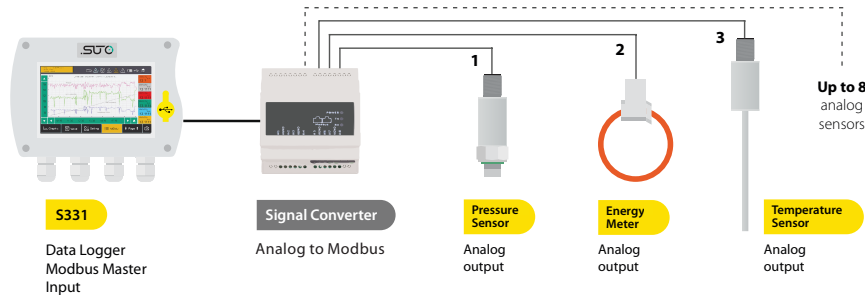 SUTO
1
2
3
Up to 8
analog
sensors
POWER
S331
Data Logger
Modbus Master
Input
Signal Converter
Analog to Modbus
Pressure
Sensor
Analog
output
Energy
Meter
Analog
output
Temperature
Sensor
Analog
output